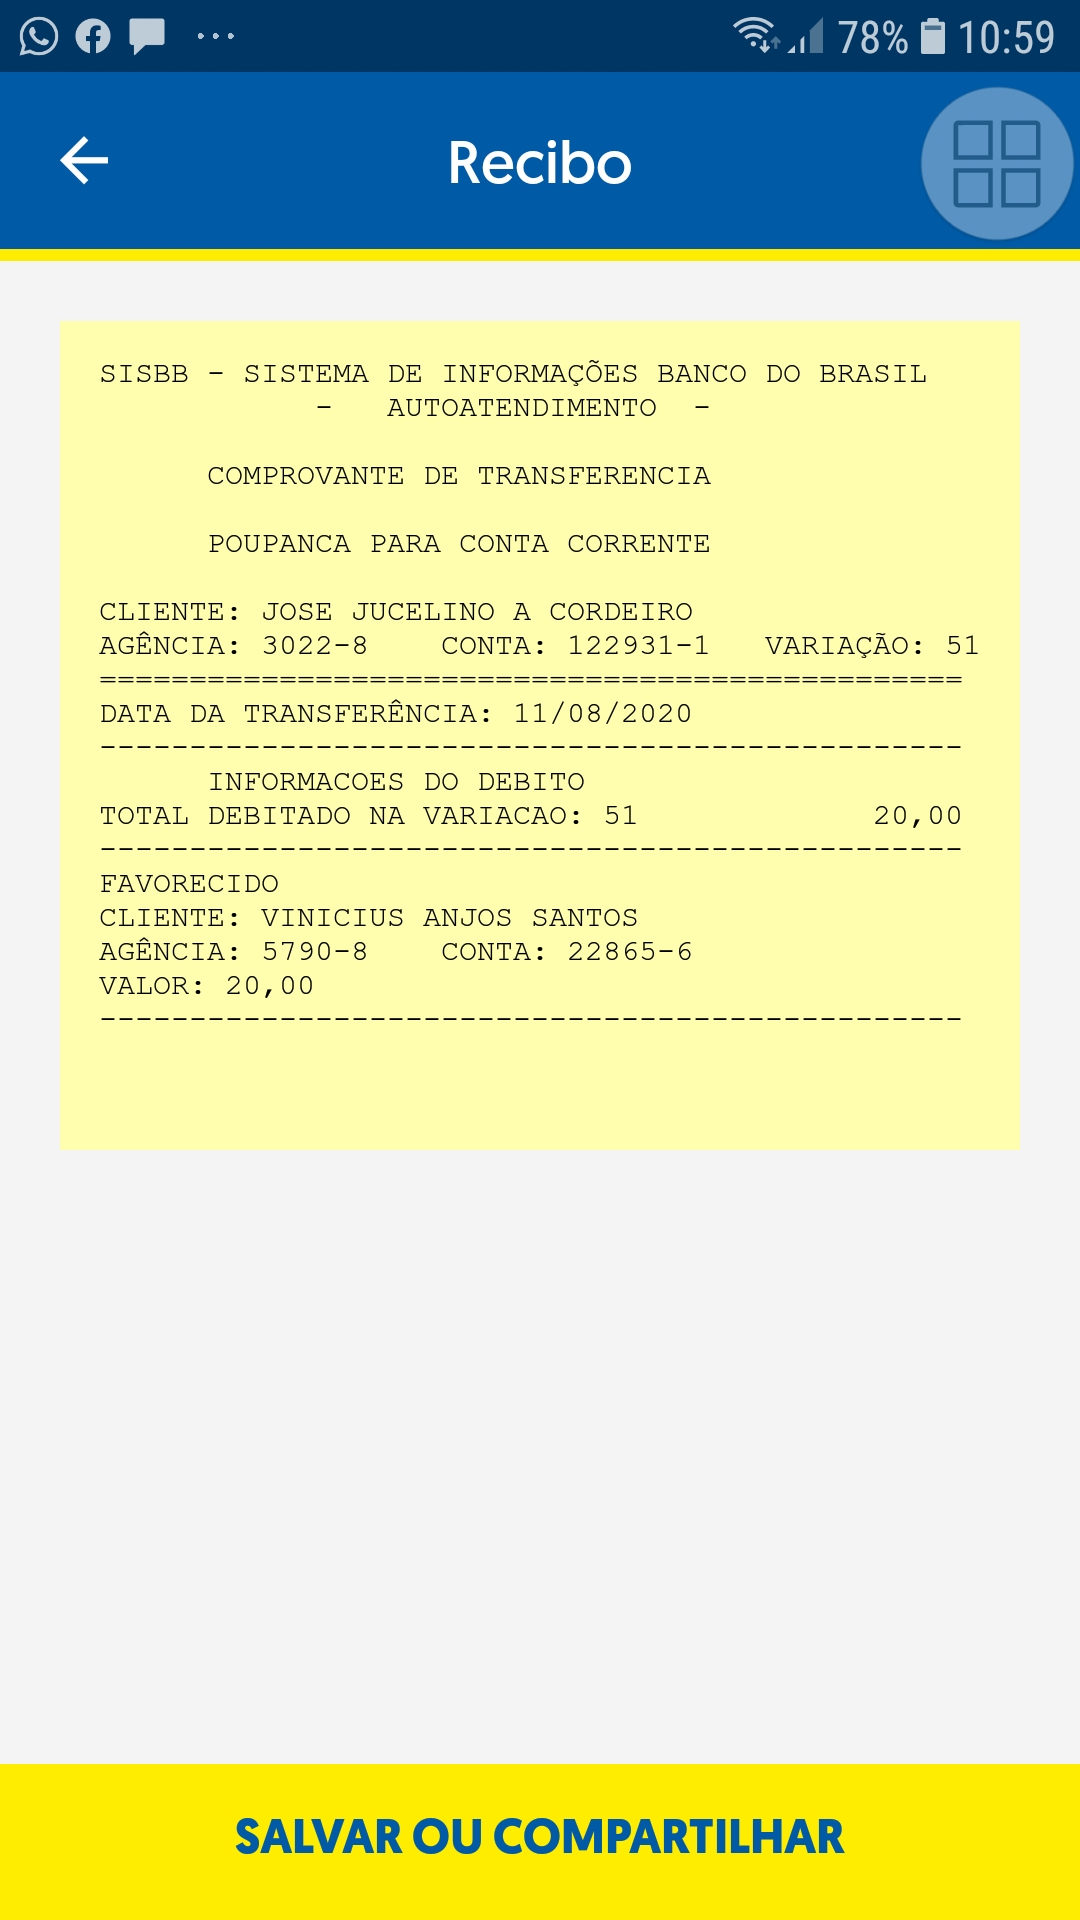 78% 10:59
Recibo
SISBB - SISTEMA DE INFORMAÇÕES BANCO DO BRASIL
- AUTOATENDIMENTO -
COMPROVANTE DE TRANSFERENCIA
POUPANCA PARA CONTA CORRENTE
CLIENTE: JOSE JUCELINO A CORDEIRO
AGÊNCIA: 3022-8 CONTA: 122931-1 VARIAÇÃO: 51
================================================
DATA DA TRANSFERÊNCIA: 11/08/2020
------------------------------------------------
INFORMACOES DO DEBITO
TOTAL DEBITADO NA VARIACAO: 51 20,00
------------------------------------------------
FAVORECIDO
CLIENTE: VINICIUS ANJOS SANTOS
AGÊNCIA: 5790-8 CONTA: 22865-6
VALOR: 20,00
------------------------------------------------
SALVAR OU COMPARTILHAR